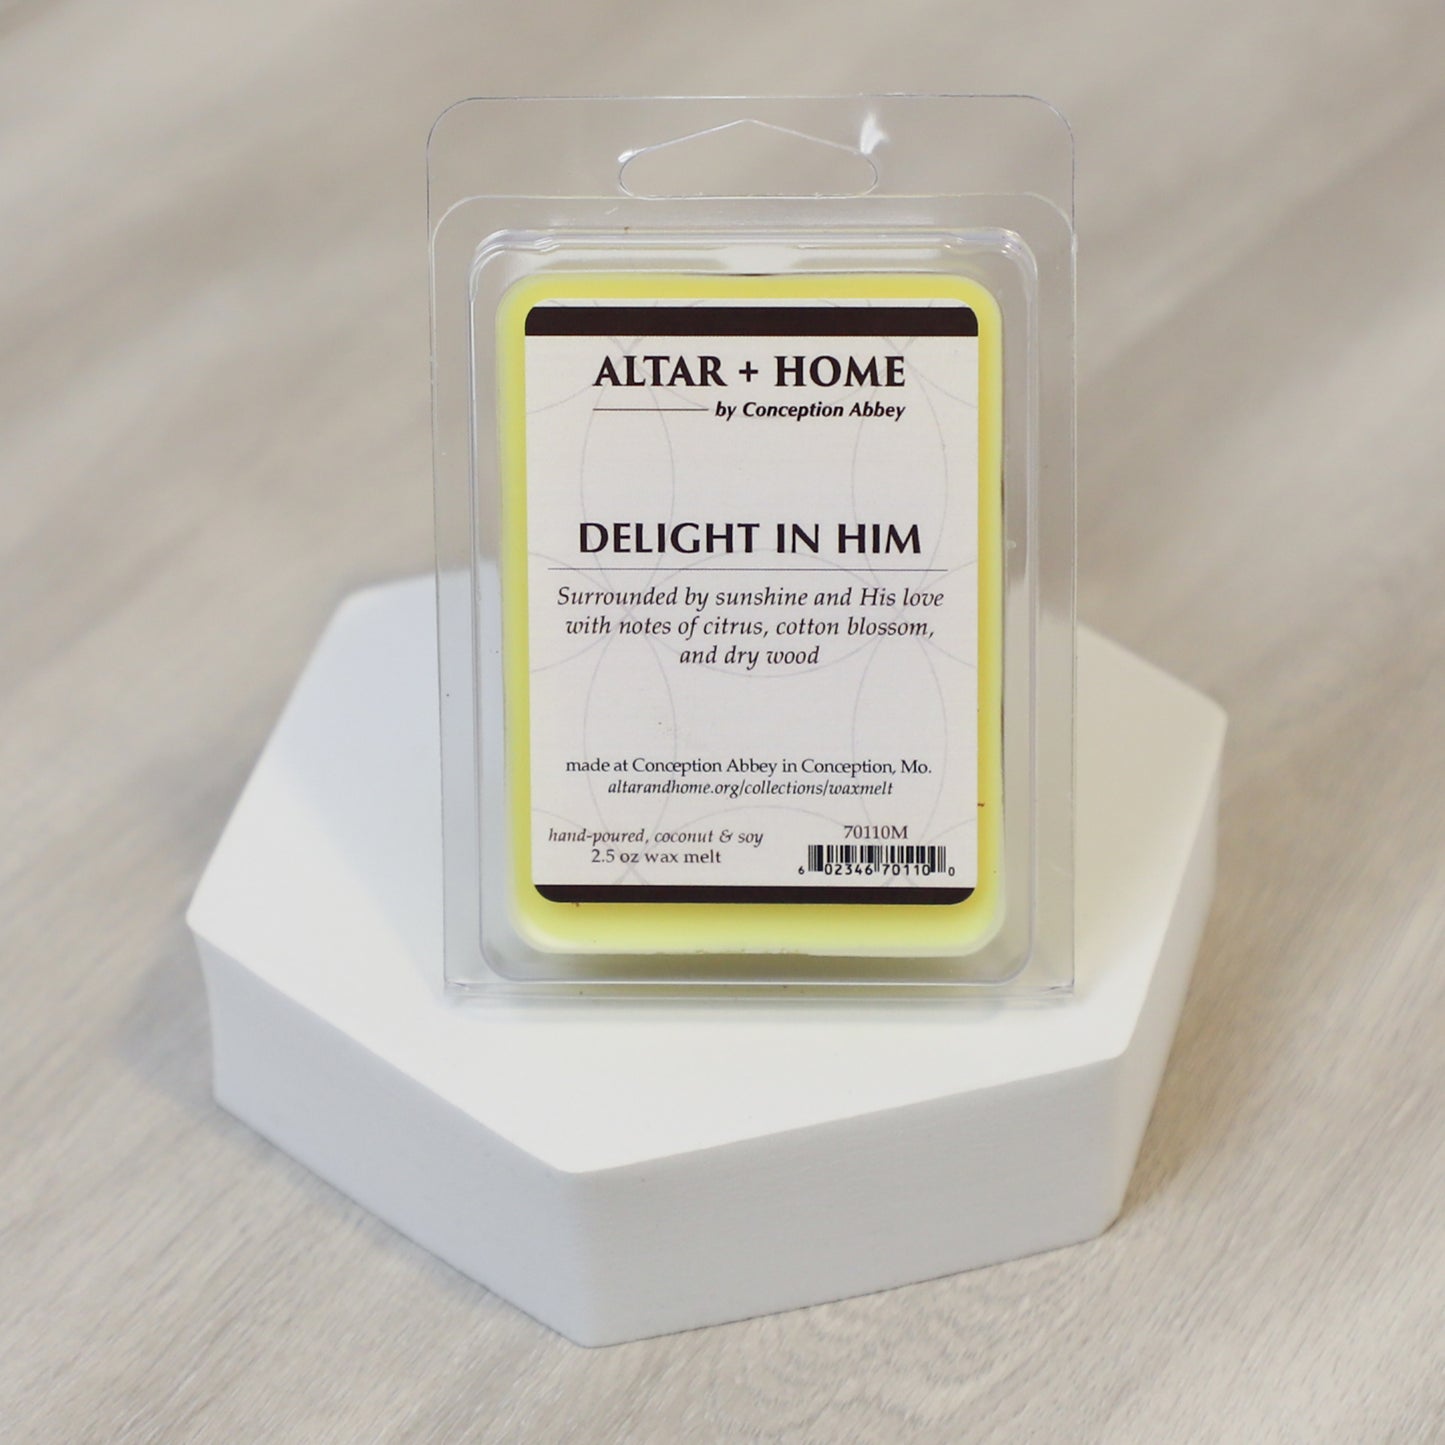 ALTAR + HOME
by Conception Abbey
DELIGHT IN HIM
Surrounded by sunshine and His love
with notes of citrus, cotton blossom,
and dry wood
made at Conception Abbey in Conception, Mo.
altarandhome.org/collections/waxmelt
hand-poured, coconut & soy
2.5 oz wax melt
70110M
6 02346 70110 0